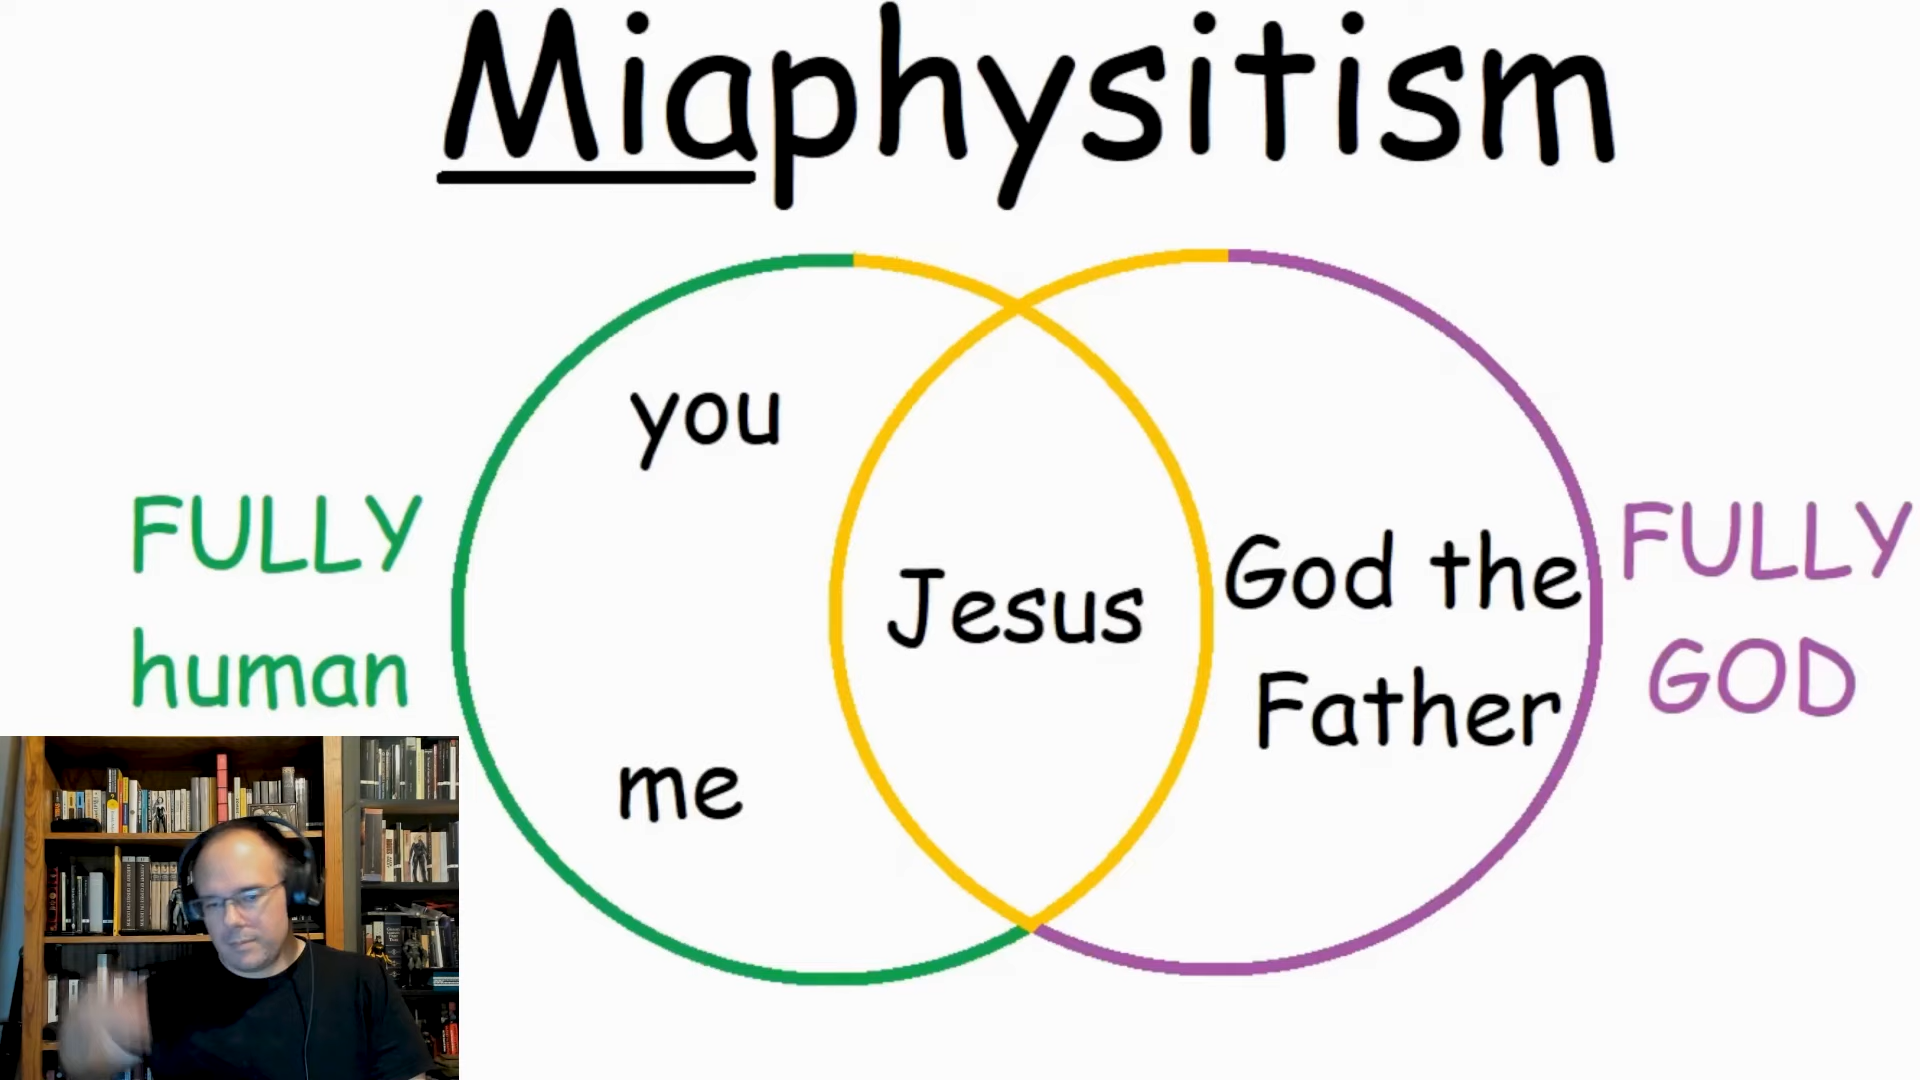 Miaphysitism
you
FULLY
human
Jesus
God the
Father
FULLY
GOD
me